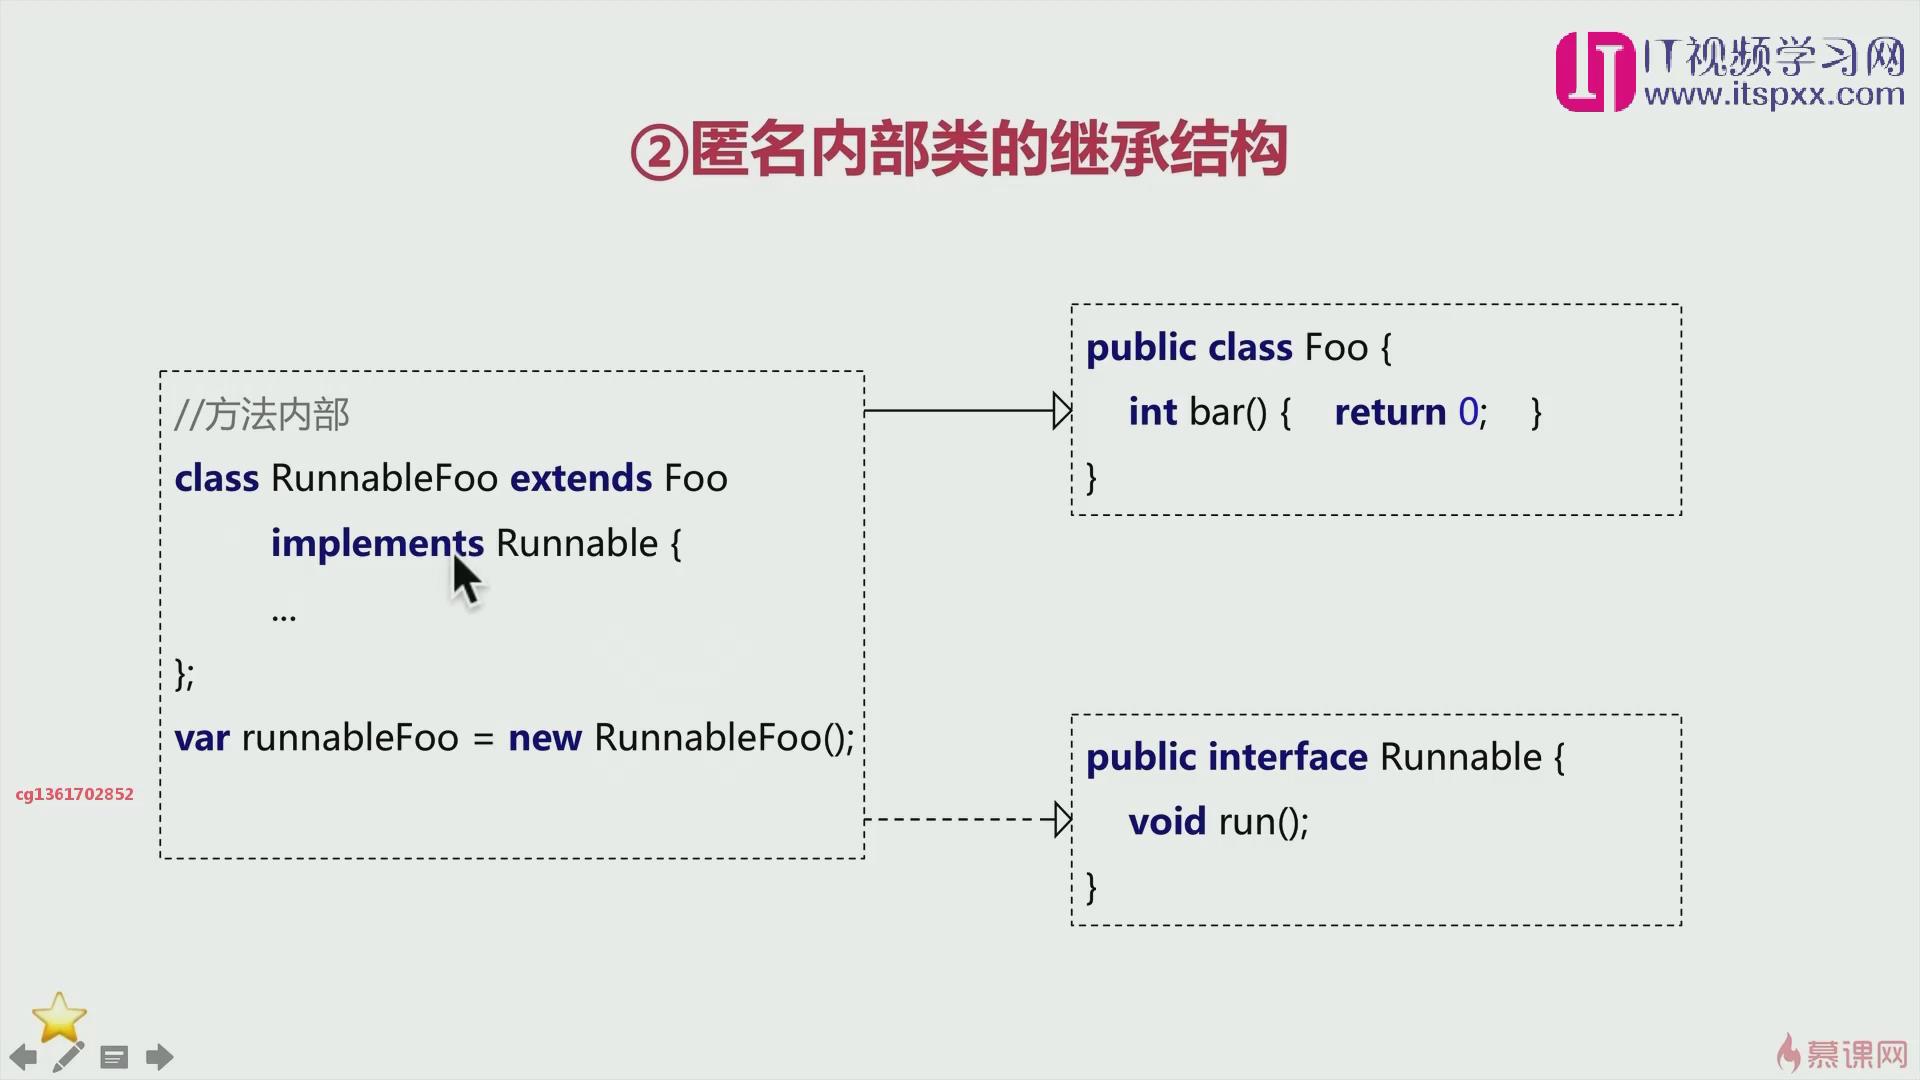 IT视频学习网
www.itspxx.com
②匿名内部类的继承结构
//方法内部
class RunnableFoo extends Foo
implements Runnable {
...
};
var runnableFoo = new RunnableFoo();
public class Foo {
int bar() { return 0; }
}
public interface Runnable {
void run();
}
cg1361702852
慕课网